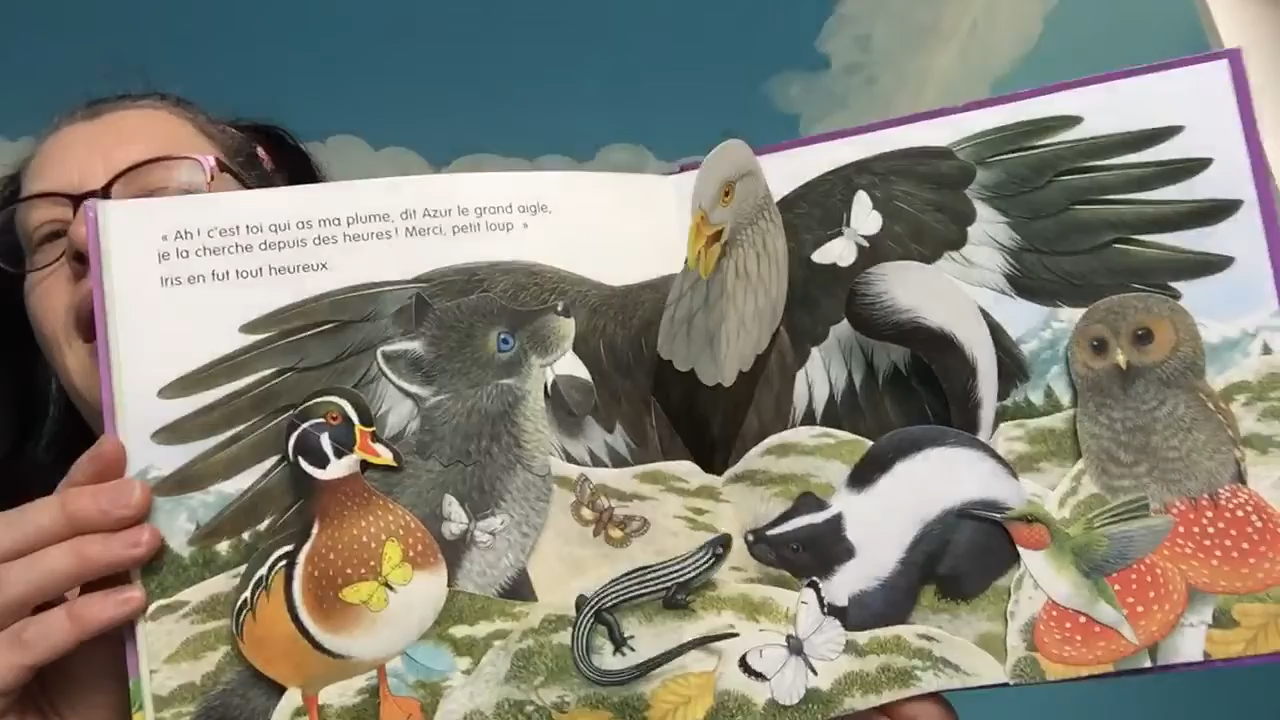 « Ah ! c'est toi qui as ma plume, dit Azur le grand aigle,
je la cherche depuis des heures ! Merci, petit loup »
Iris en fut tout heureux.